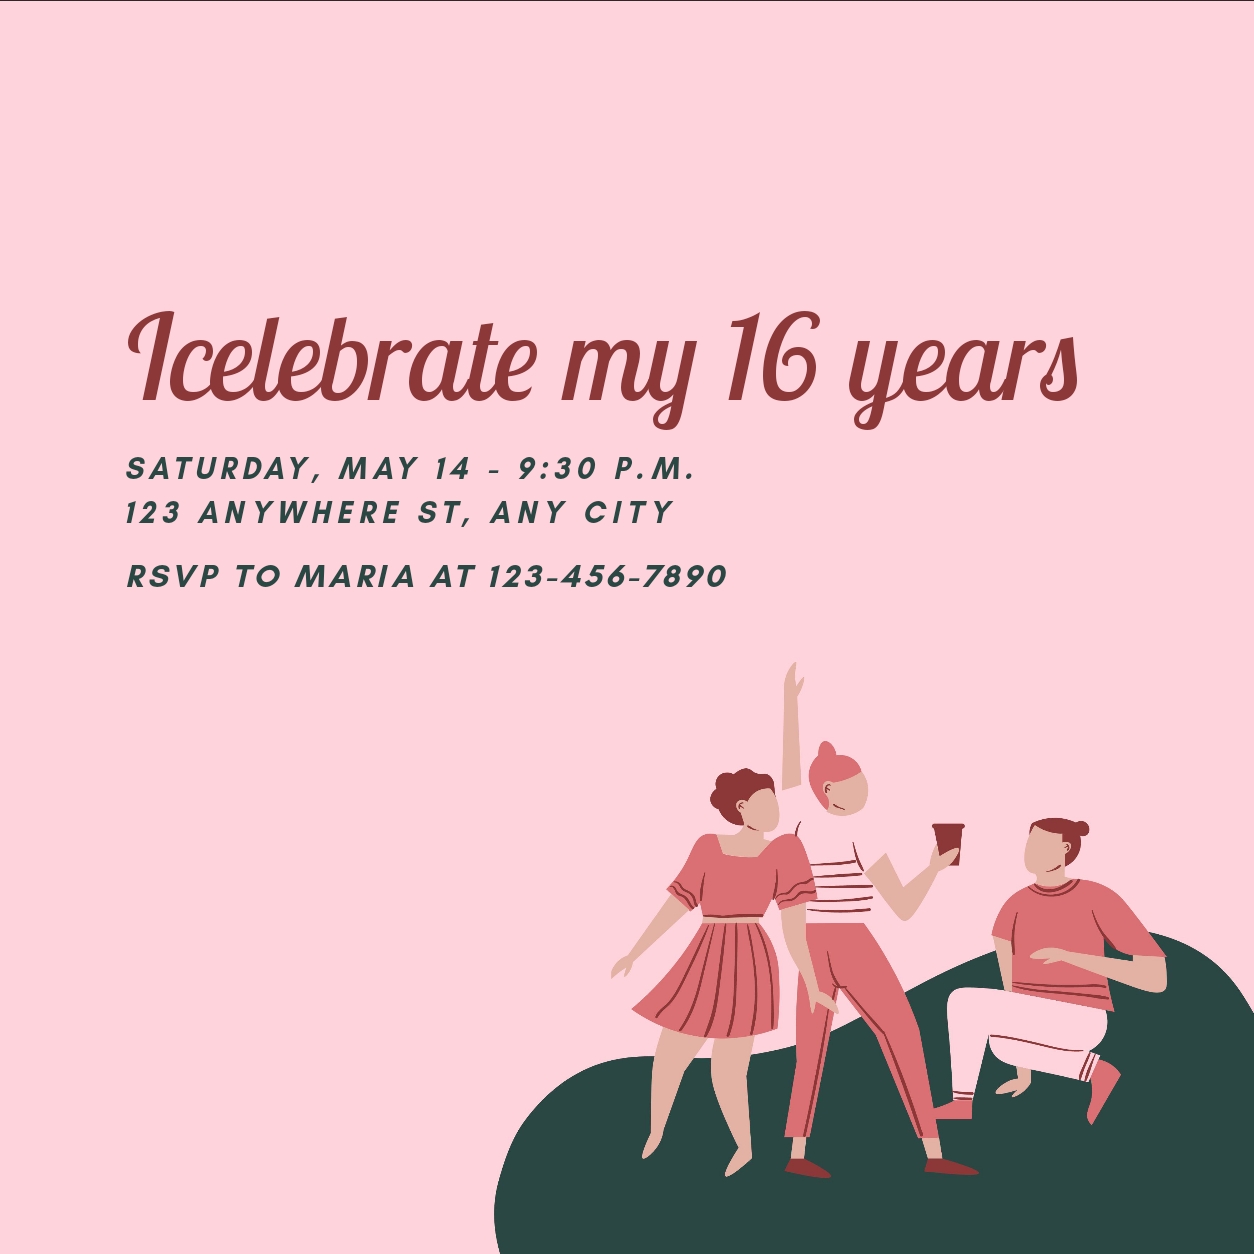 Icelebrate my 16 years
SATURDAY, MAY 14 - 9:30 P.M.
123 ANYWHERE ST, ANY CITY
RSVP TO MARIA AT 123-456-7890